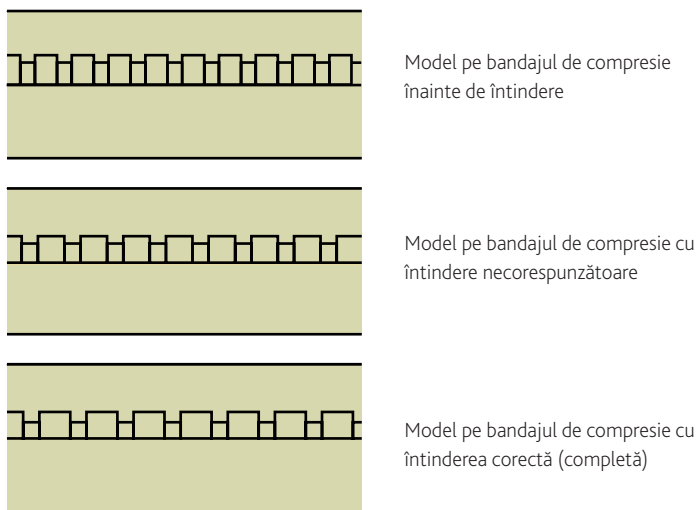 Model pe bandajul de compresie
înainte de întindere
Model pe bandajul de compresie cu
întindere necorespunzătoare
Model pe bandajul de compresie cu
întinderea corectă (completă)